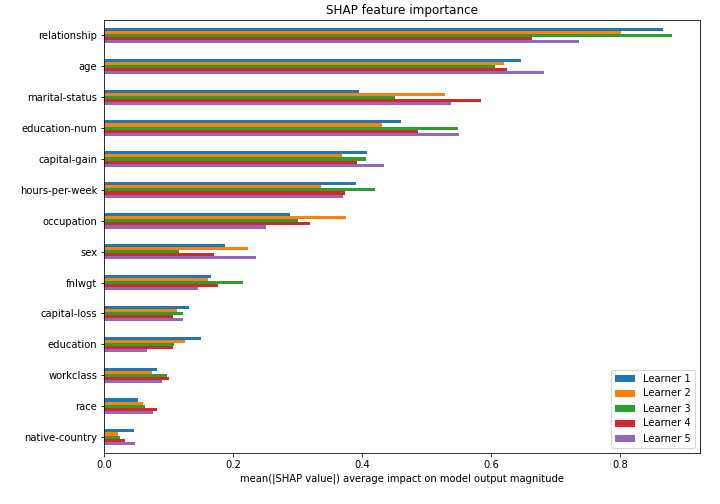 SHAP feature importance
relationship
age
marital-status
education-num
capital-gain
hours-per-week
occupation
sex
fnlwgt
capital-loss
education
workclass
race
native-country
Learner 1
Learner 2
Learner 3
Learner 4
Learner 5
0.0 0.2 0.4 0.6 0.8
mean(|SHAP value|) average impact on model output magnitude